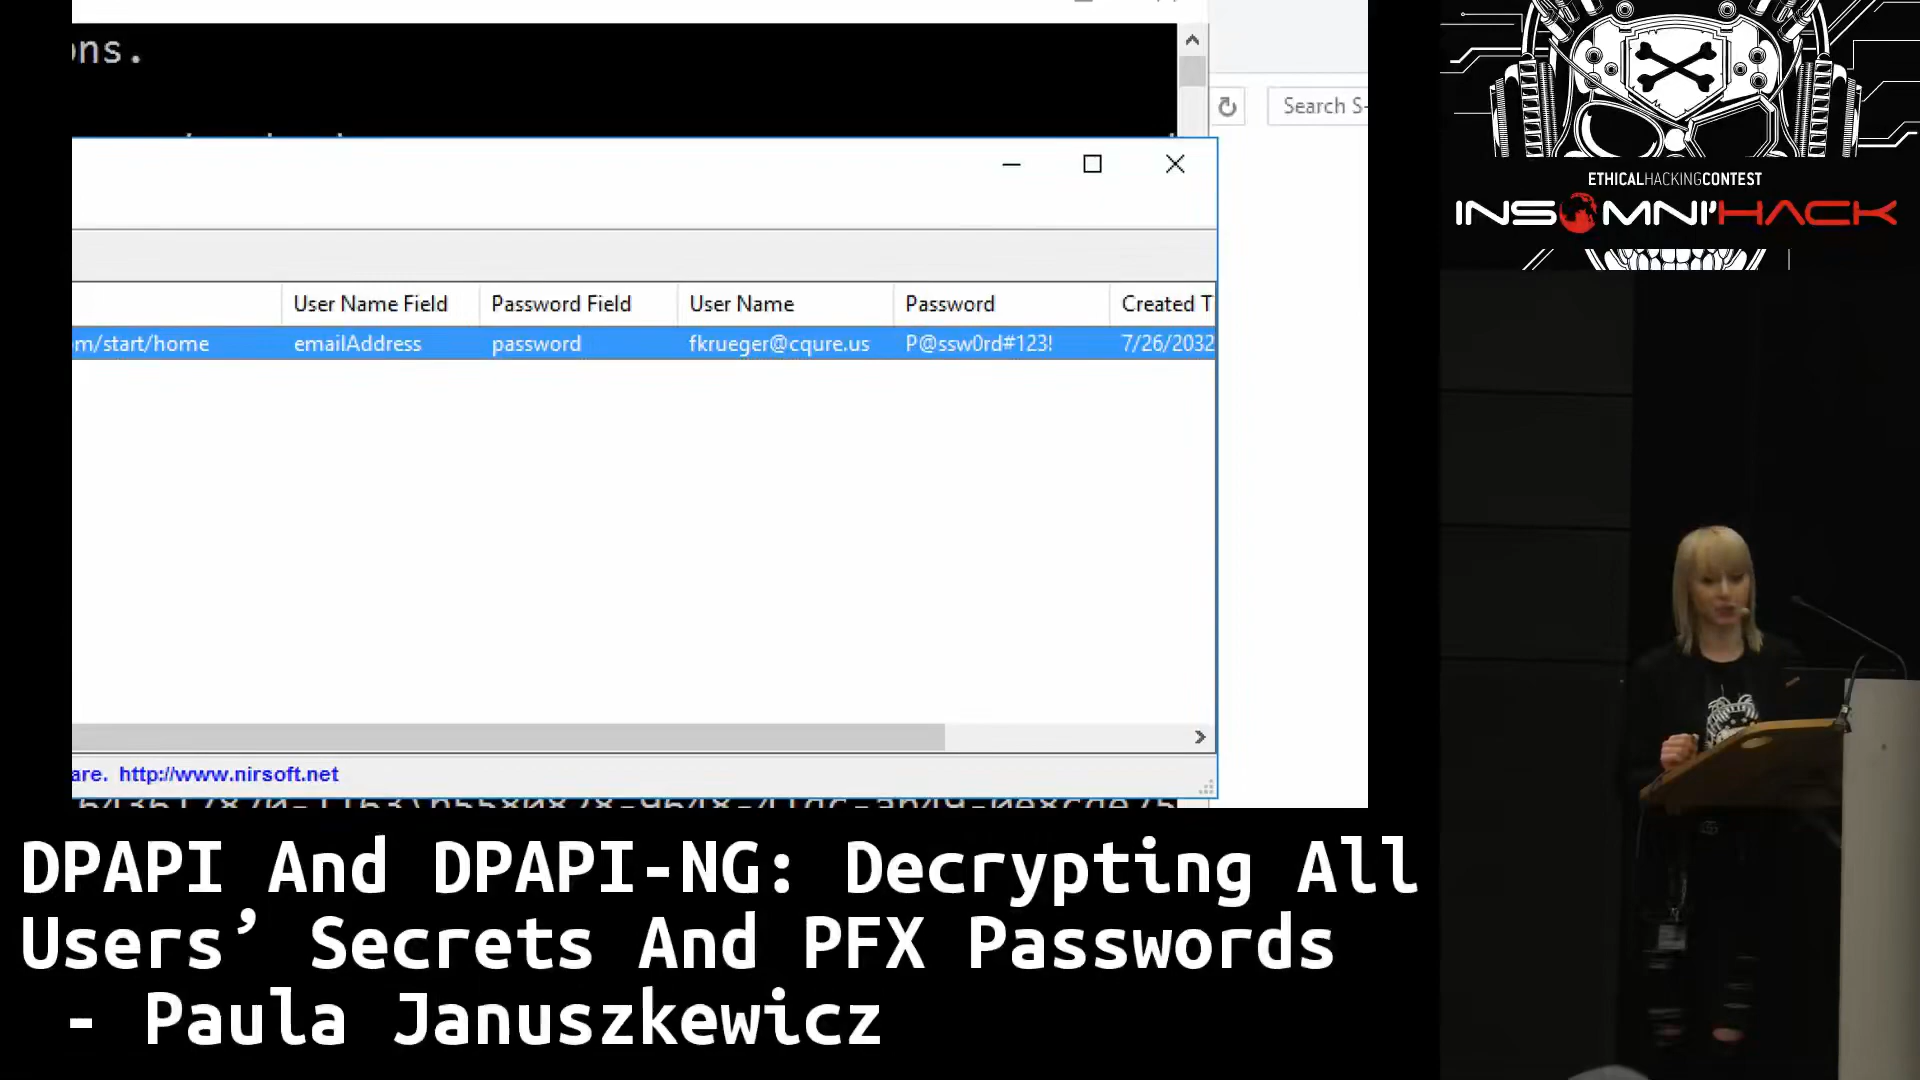 ons.
Search S-
ETHICALHACKINGCONTEST
INSOMNI'HACK
User Name Field Password Field User Name Password Created T
om/start/home emailAddress password fkrueger@cqure.us P@ssw0rd#123! 7/26/2032
are. http://www.nirsoft.net
DPAPI And DPAPI-NG: Decrypting All
Users’ Secrets And PFX Passwords
- Paula Januszkewicz